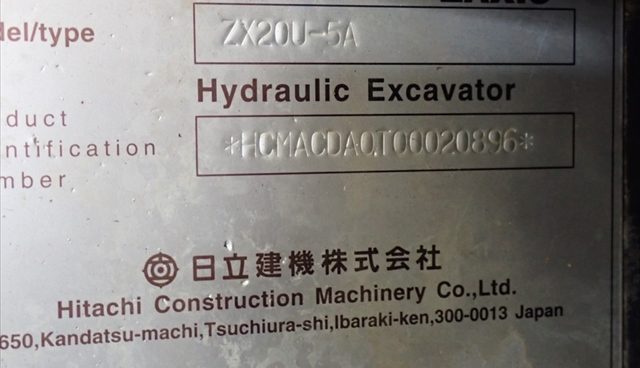 del/type
ZX20U-5A
Hydraulic Excavator
duct
ntification
mber
*HCMACDA0T00020896*
日立建機株式会社
Hitachi Construction Machinery Co.,Ltd.
650,Kandatsu-machi,Tsuchiura-shi,Ibaraki-ken,300-0013 Japan